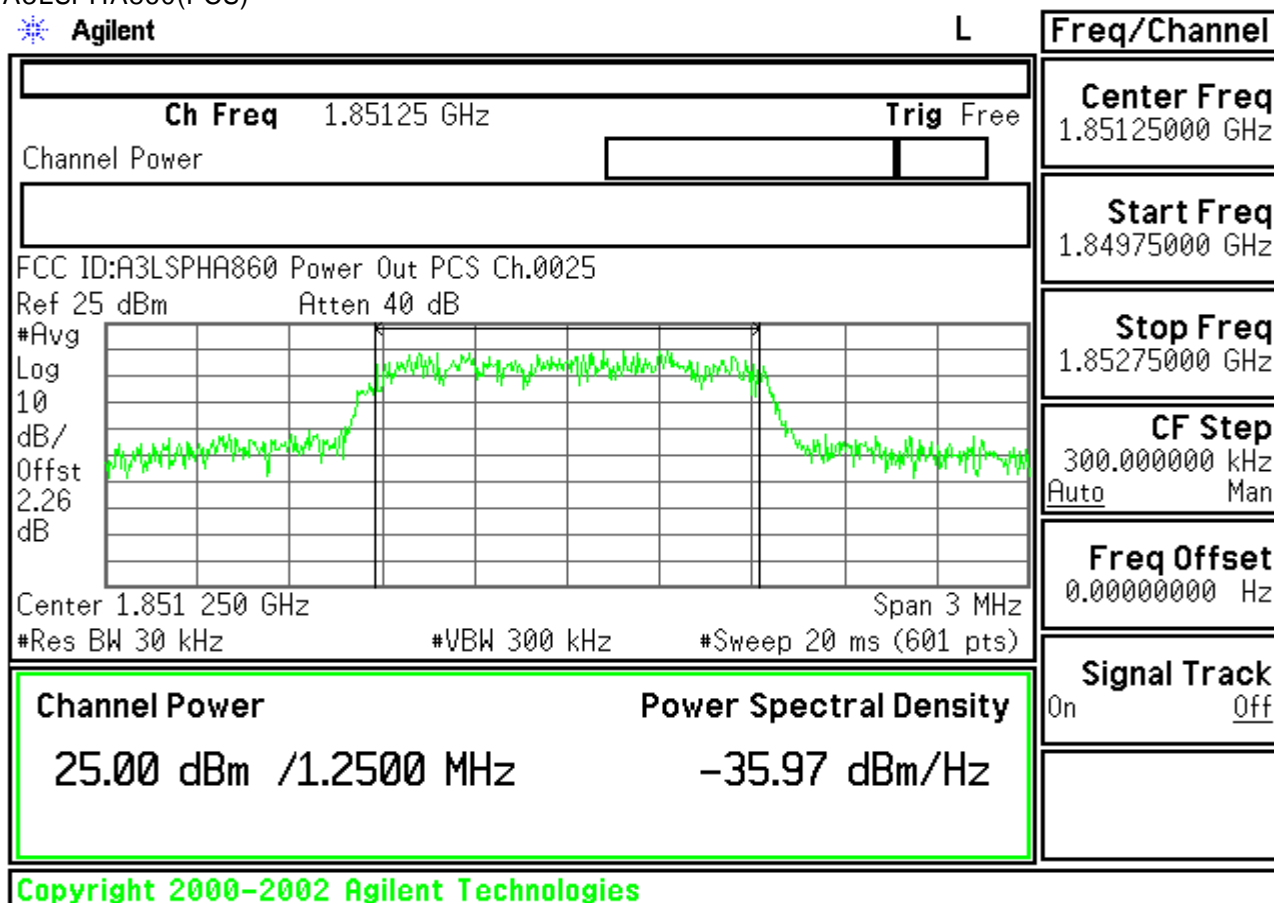 Agilent L
Freq/Channel
Ch Freq 1.85125 GHz Trig Free
Channel Power
FCC ID:A3LSPHA860 Power Out PCS Ch.0025
Ref 25 dBm Atten 40 dB
#Avg
Log
10
dB/
Offst
2.26
dB
Center 1.851 250 GHz Span 3 MHz
#Res BW 30 kHz #VBW 300 kHz #Sweep 20 ms (601 pts)
Channel Power Power Spectral Density
25.00 dBm /1.2500 MHz -35.97 dBm/Hz
Center Freq
1.85125000 GHz
Start Freq
1.84975000 GHz
Stop Freq
1.85275000 GHz
CF Step
300.000000 kHz
Auto Man
Freq Offset
0.00000000 Hz
Signal Track
On Off
Copyright 2000-2002 Agilent Technologies